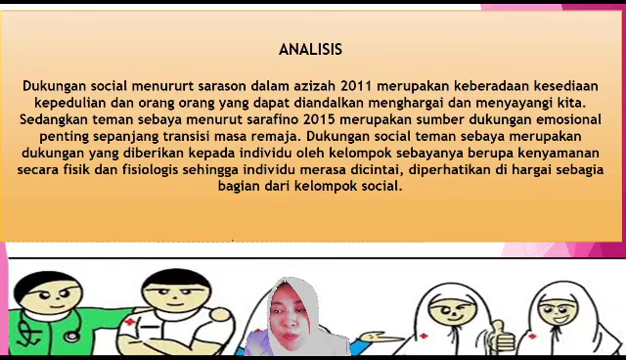 ANALISIS
Dukungan social menururt sarason dalam azizah 2011 merupakan keberadaan kesediaan
kepedulian dan orang orang yang dapat diandalkan menghargai dan menyayangi kita.
Sedangkan teman sebaya menurut sarafino 2015 merupakan sumber dukungan emosional
penting sepanjang transisi masa remaja. Dukungan social teman sebaya merupakan
dukungan yang diberikan kepada individu oleh kelompok sebayanya berupa kenyamanan
secara fisik dan fisiologis sehingga individu merasa dicintai, diperhatikan di hargai sebagia
bagian dari kelompok social.